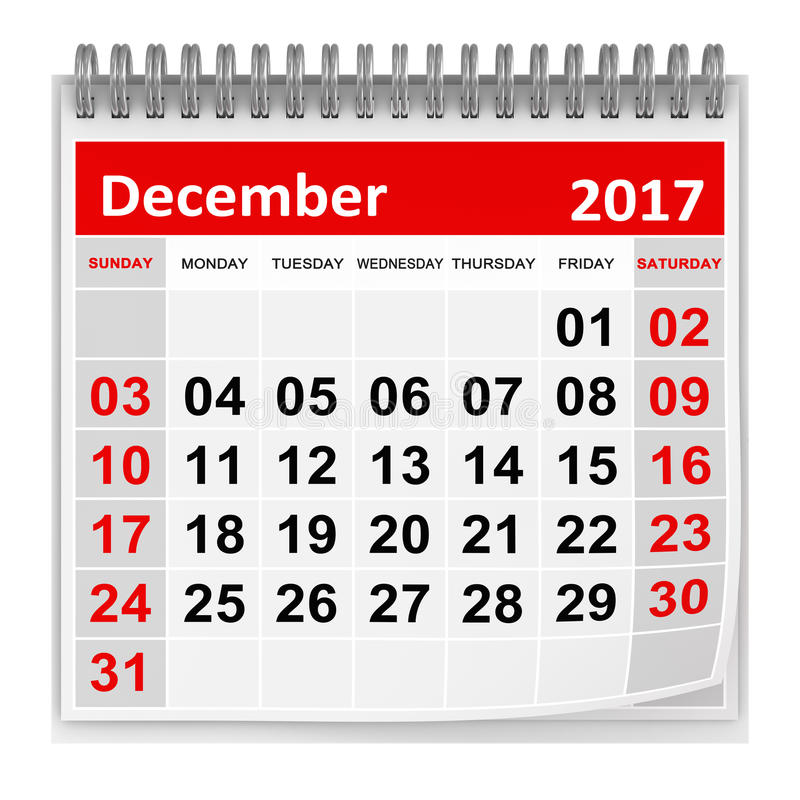 December 2017
SUNDAY MONDAY TUESDAY WEDNESDAY THURSDAY FRIDAY SATURDAY
01 02
03 04 05 06 07 08 09
10 11 12 13 14 15 16
17 18 19 20 21 22 23
24 25 26 27 28 29 30
31